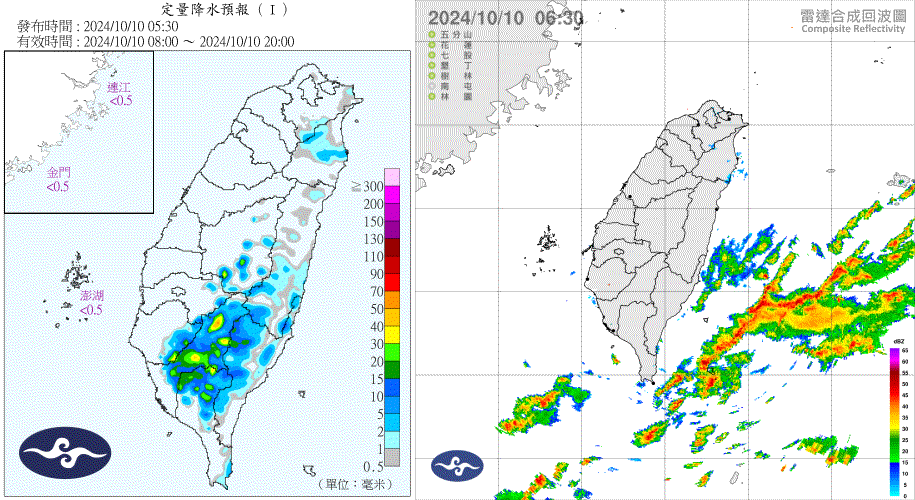 定量降水預報 ( I )
發布時間 : 2024/10/10 05:30
有效時間 : 2024/10/10 08:00 ～ 2024/10/10 20:00
連江
<0.5
金門
<0.5
澎湖
<0.5
≥300
200
150
130
110
90
70
50
40
30
20
15
10
5
2
1
0.5
(單位：毫米)
2024/10/10 06:30
五分山
花蓮
七股
墾丁
樹林
南屯
林園
雷達合成回波圖
Composite Reflectivity
dBZ
65
60
55
50
45
40
35
30
25
20
15
10
5
0